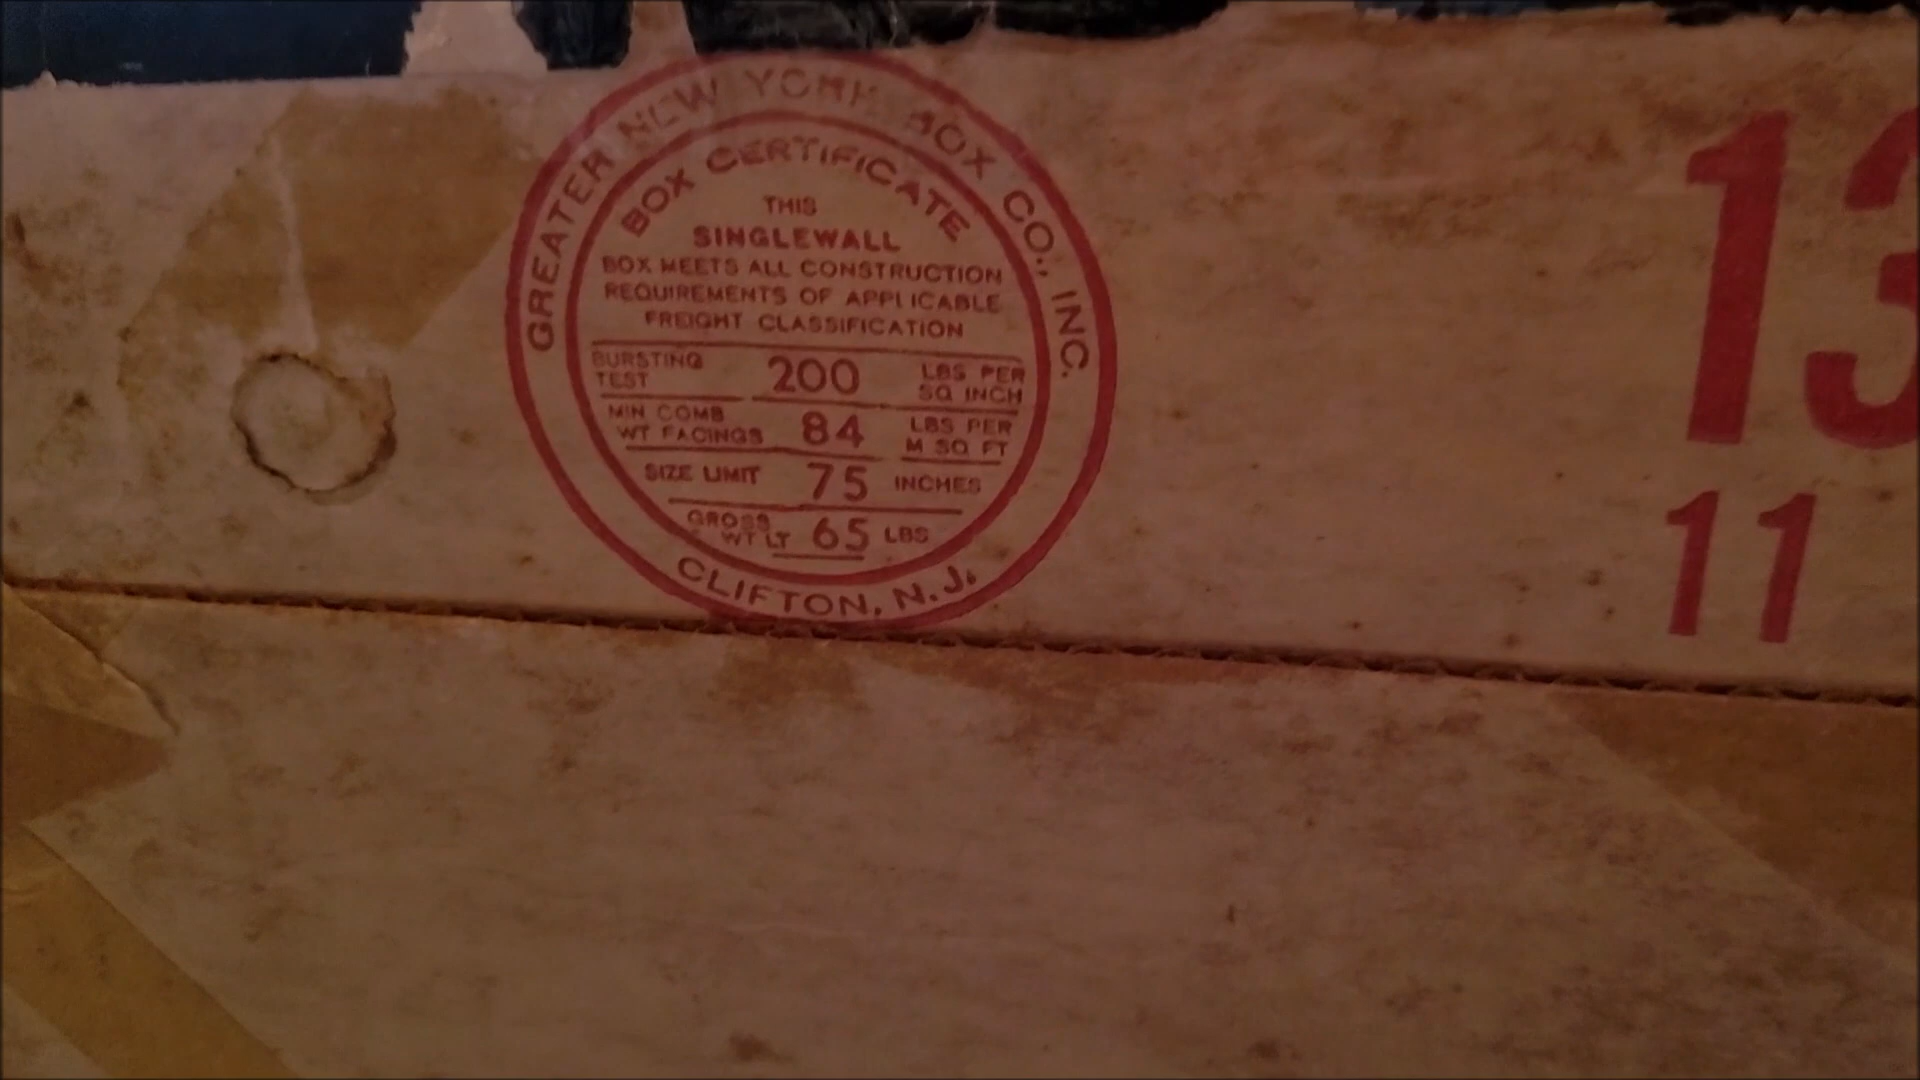 GREATER NEW YORK BOX CO., INC.
BOX CERTIFICATE
THIS
SINGLEWALL
BOX MEETS ALL CONSTRUCTION
REQUIREMENTS OF APPLICABLE
FREIGHT CLASSIFICATION
BURSTING TEST 200 LBS PER SQ INCH
MIN COMB WT FACINGS 84 LBS PER M SQ FT
SIZE LIMIT 75 INCHES
GROSS WT LT 65 LBS
CLIFTON, N.J.
13
11